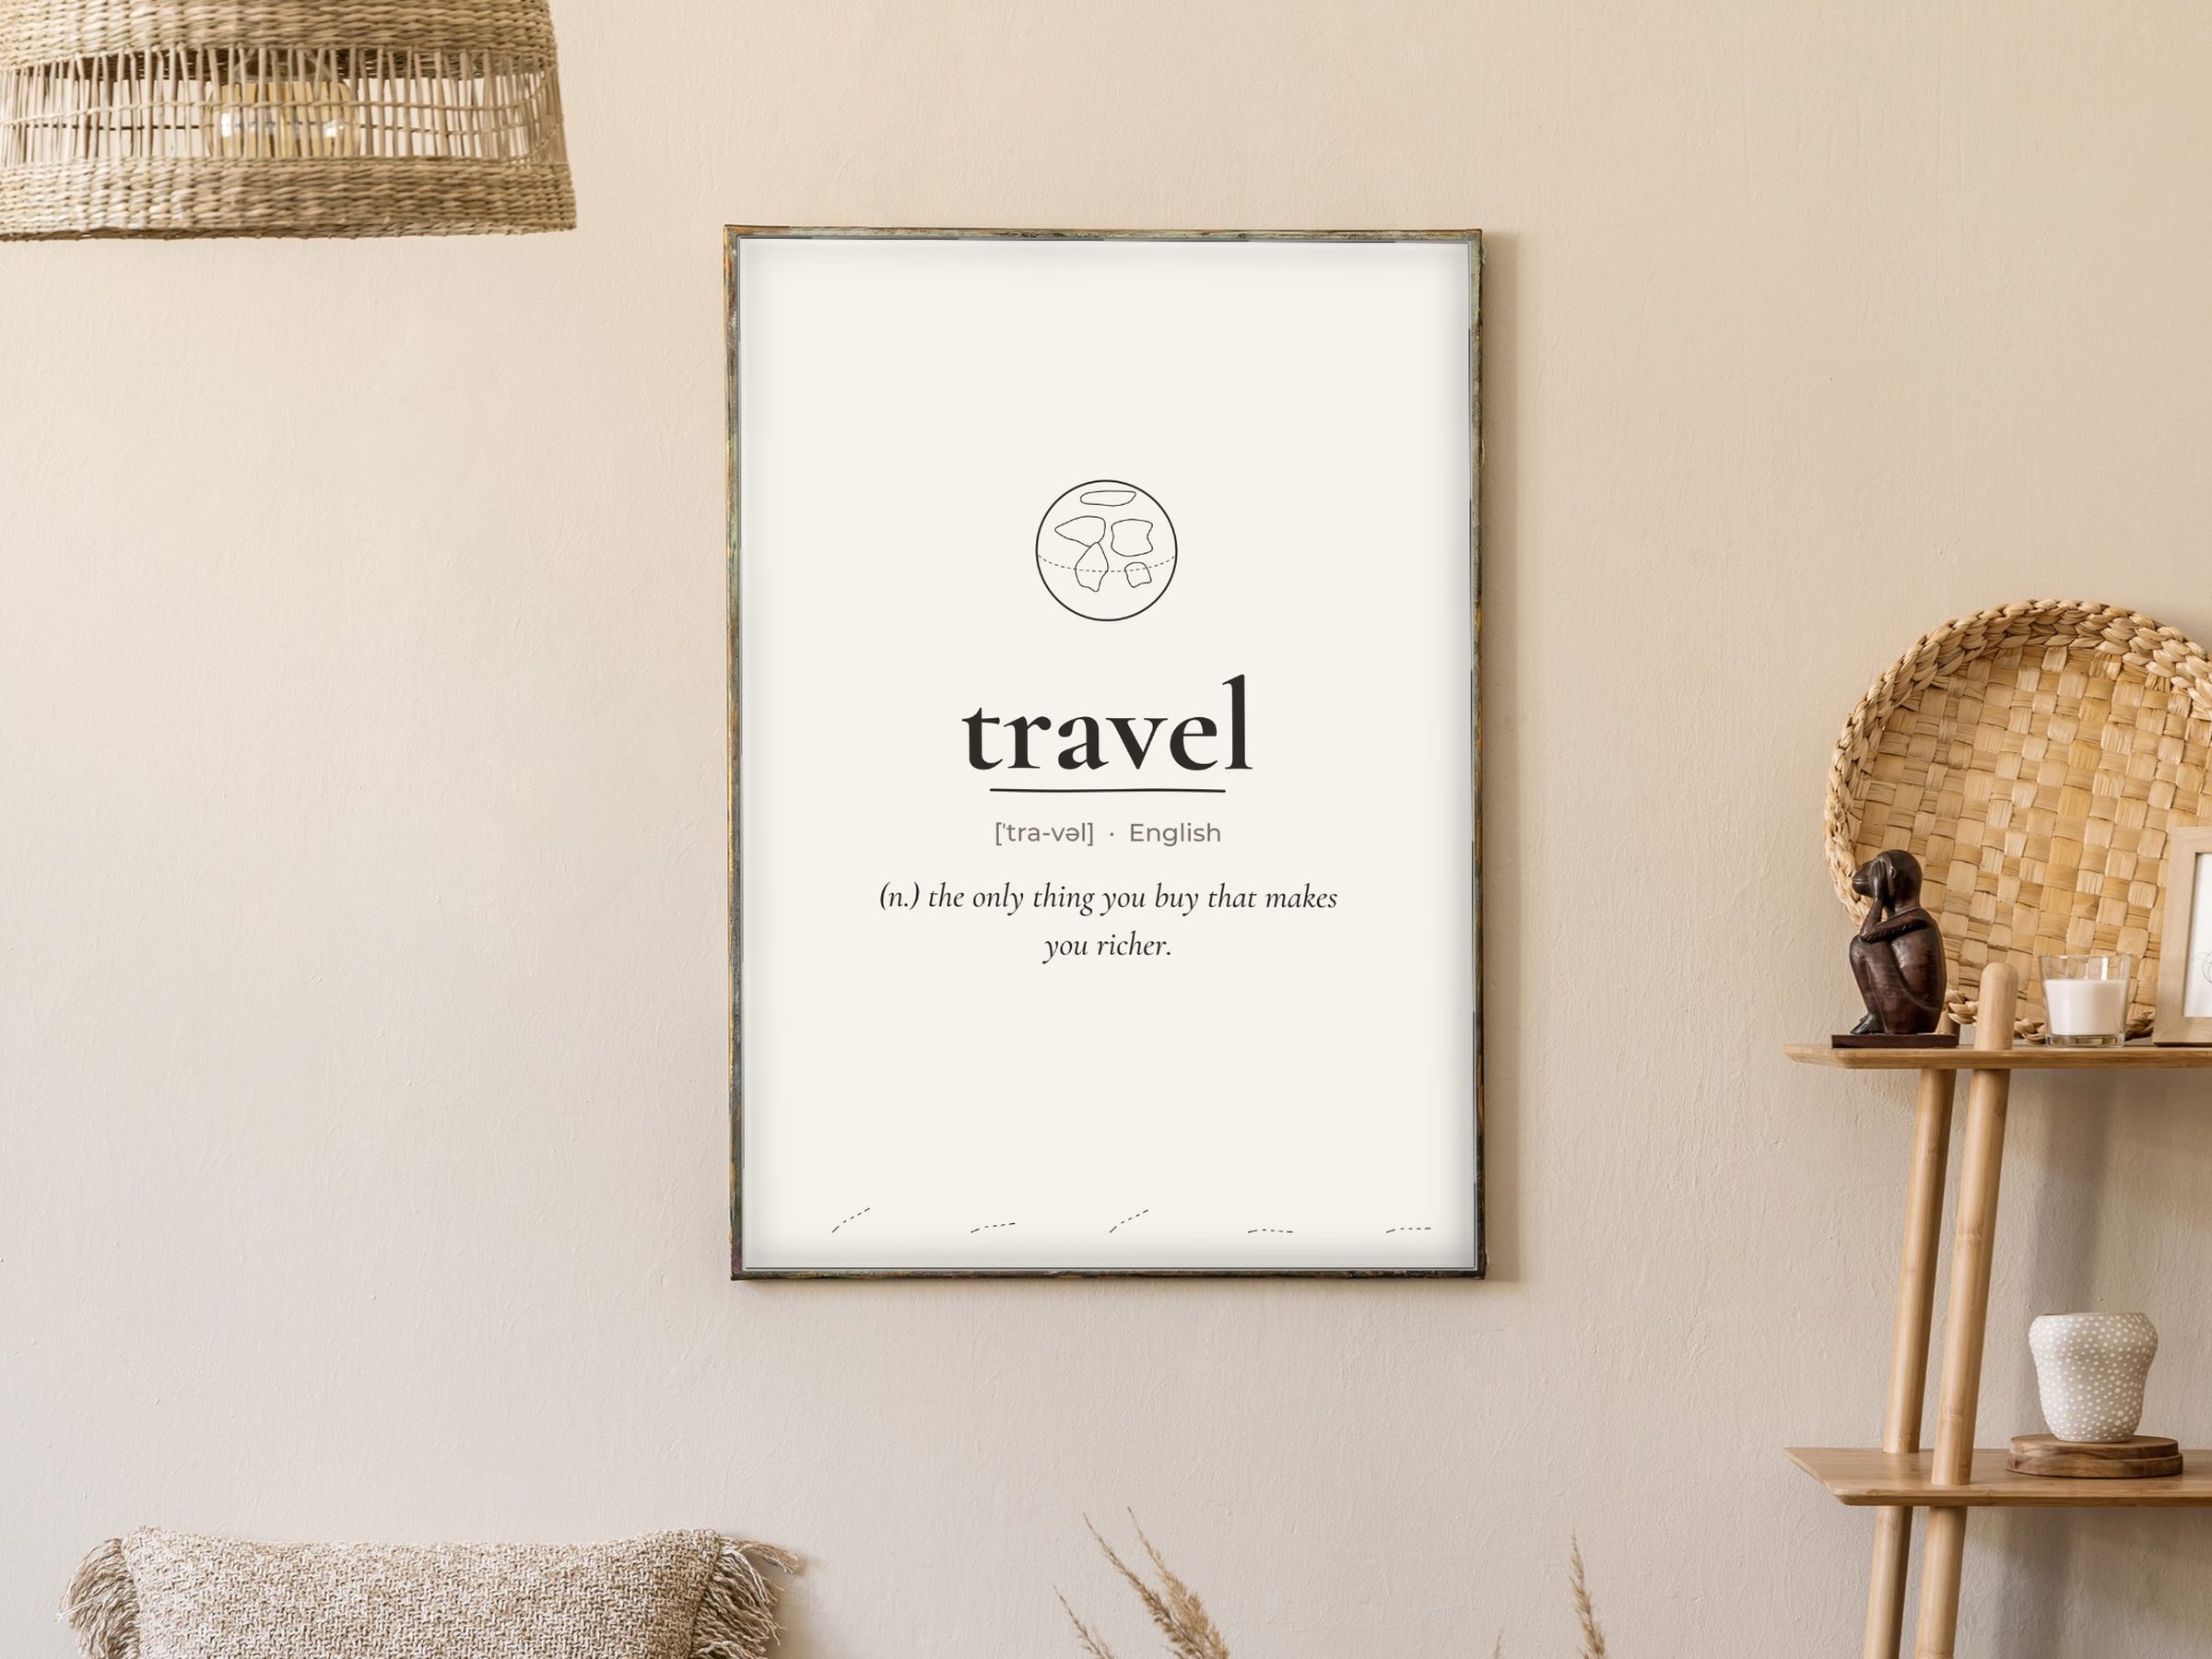 travel
['tra-vəl] · English
(n.) the only thing you buy that makes
you richer.